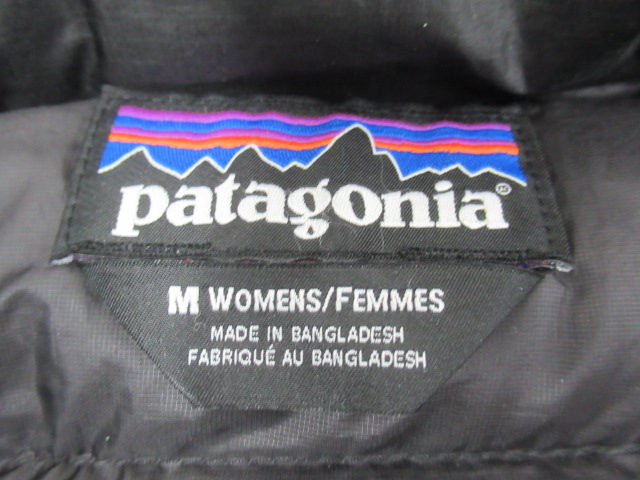 patagonia®
M WOMENS/FEMMES
MADE IN BANGLADESH
FABRIQUÉ AU BANGLADESH